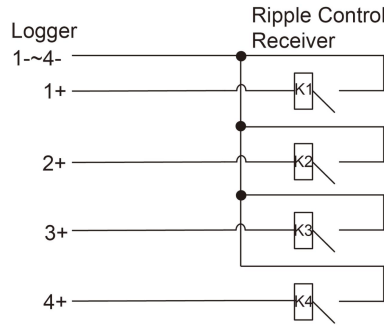 Logger
Ripple Control
Receiver
1-~4-
1+
K1
2+
K2
3+
K3
4+
K4